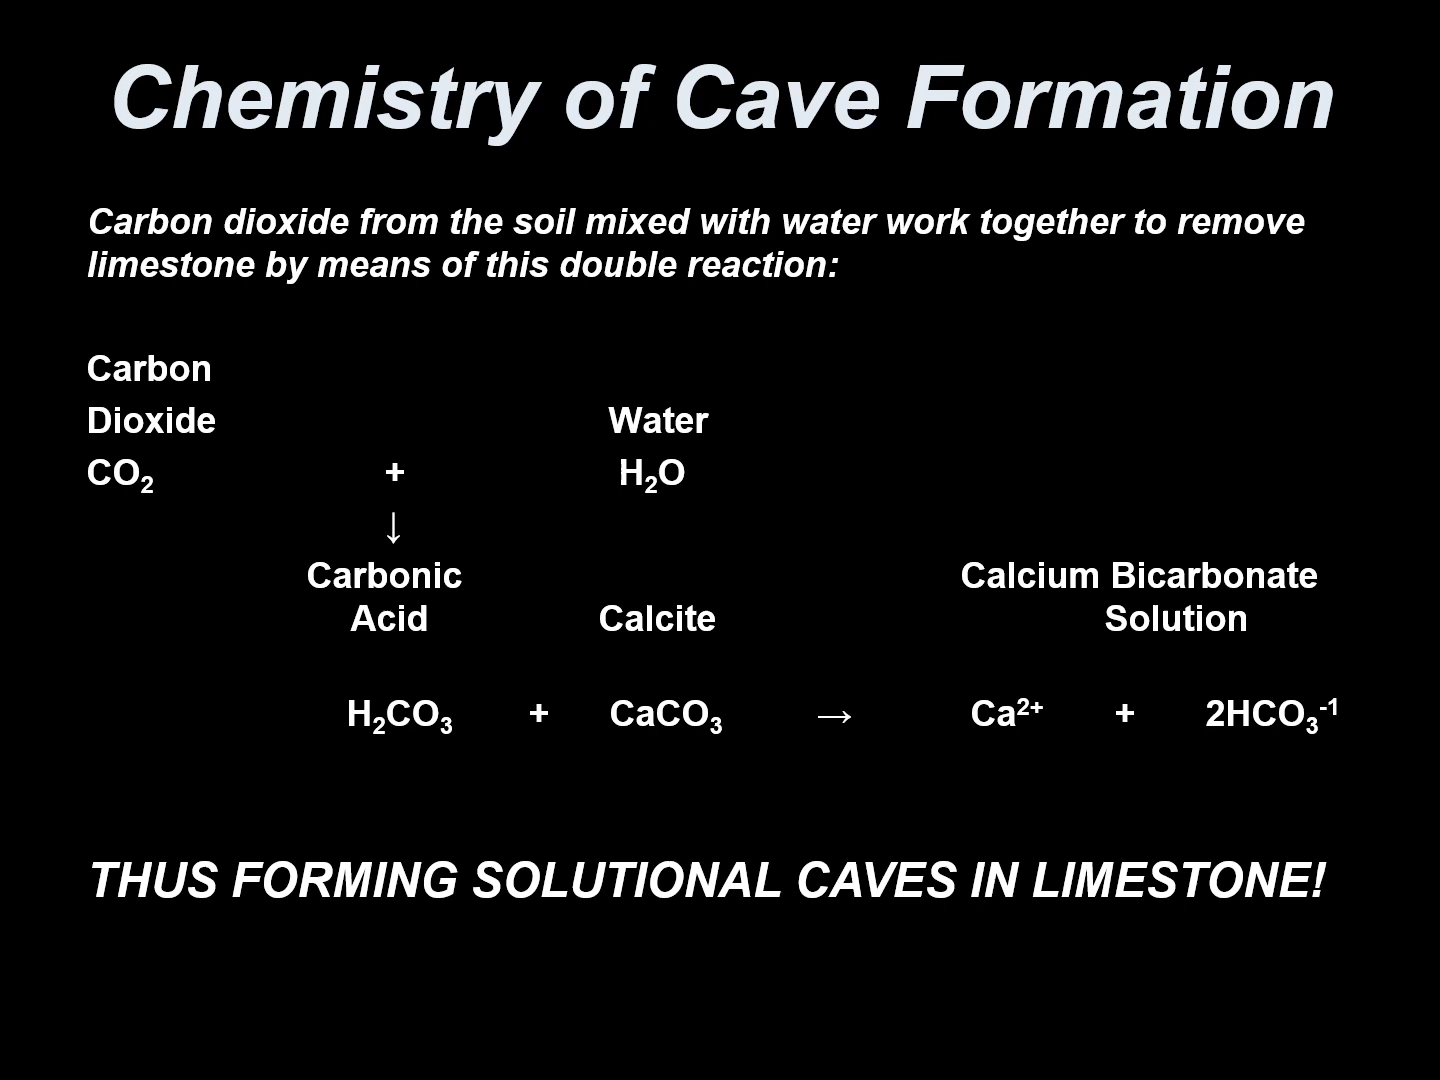 Chemistry of Cave Formation
Carbon dioxide from the soil mixed with water work together to remove
limestone by means of this double reaction:
Carbon
Dioxide Water
CO₂ + H₂O
↓
Carbonic Calcium Bicarbonate
Acid Calcite Solution
H₂CO₃ + CaCO₃ → Ca²⁺ + 2HCO₃⁻¹
THUS FORMING SOLUTIONAL CAVES IN LIMESTONE!